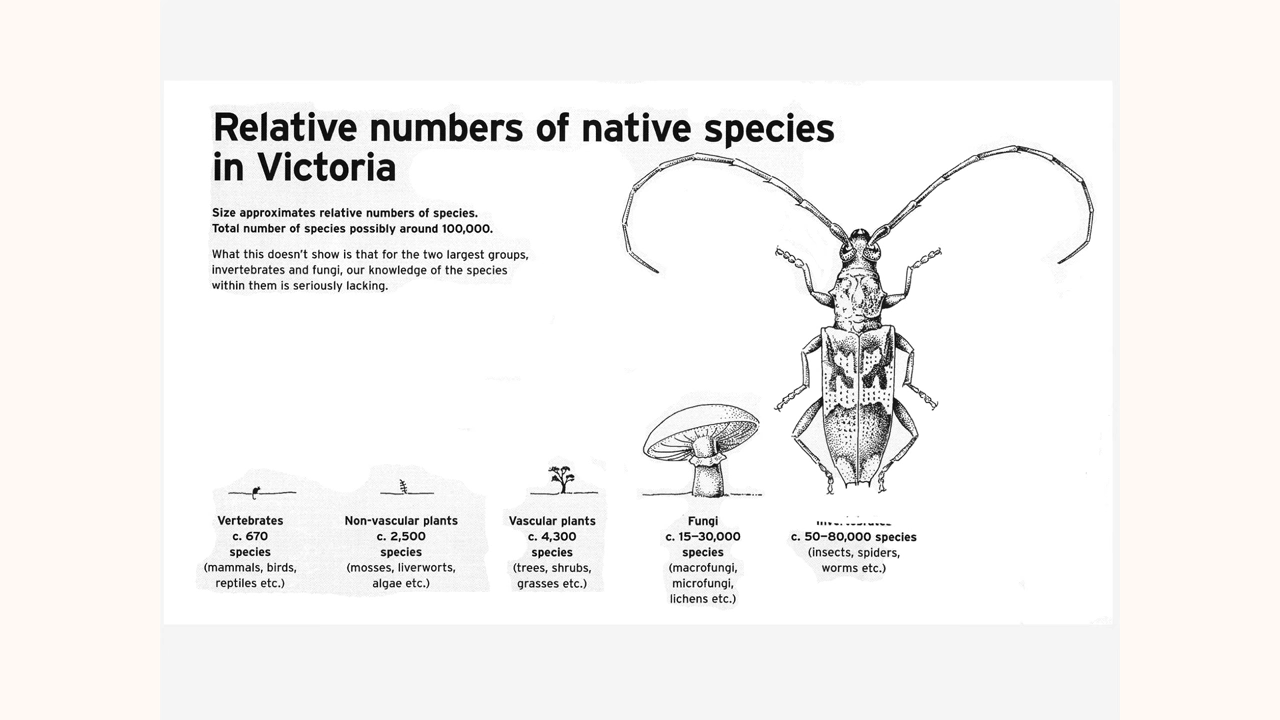 Relative numbers of native species
in Victoria
Size approximates relative numbers of species.
Total number of species possibly around 100,000.
What this doesn't show is that for the two largest groups,
invertebrates and fungi, our knowledge of the species
within them is seriously lacking.
Vertebrates
c. 670
species
(mammals, birds,
reptiles etc.)
Non-vascular plants
c. 2,500
species
(mosses, liverworts,
algae etc.)
Vascular plants
c. 4,300
species
(trees, shrubs,
grasses etc.)
Fungi
c. 15–30,000
species
(macrofungi,
microfungi,
lichens etc.)
c. 50–80,000 species
(insects, spiders,
worms etc.)